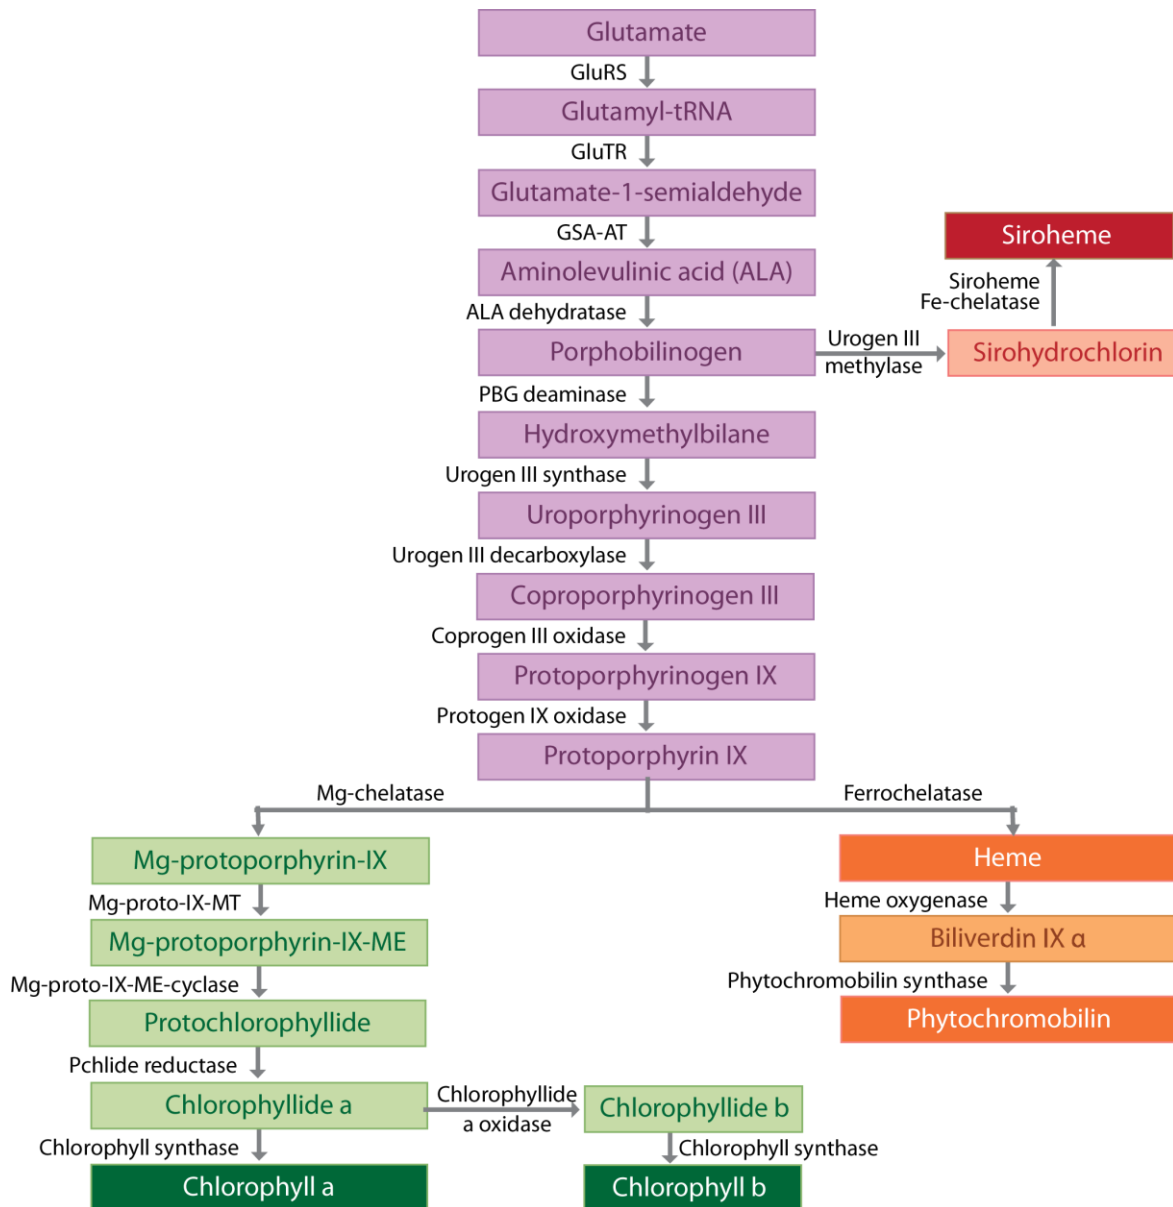 Glutamate
GluRS
Glutamyl-tRNA
GluTR
Glutamate-1-semialdehyde
GSA-AT
Aminolevulinic acid (ALA)
ALA dehydratase
Porphobilinogen
Urogen III
methylase
Sirohydrochlorin
Siroheme
Fe-chelatase
Siroheme
PBG deaminase
Hydroxymethylbilane
Urogen III synthase
Uroporphyrinogen III
Urogen III decarboxylase
Coproporphyrinogen III
Coprogen III oxidase
Protoporphyrinogen IX
Protogen IX oxidase
Protoporphyrin IX
Mg-chelatase
Ferrochelatase
Mg-protoporphyrin-IX
Mg-proto-IX-MT
Mg-protoporphyrin-IX-ME
Mg-proto-IX-ME-cyclase
Protochlorophyllide
Pchlide reductase
Chlorophyllide a
Chlorophyllide
a oxidase
Chlorophyllide b
Chlorophyll synthase
Chlorophyll synthase
Chlorophyll a
Chlorophyll b
Heme
Heme oxygenase
Biliverdin IX α
Phytochromobilin synthase
Phytochromobilin